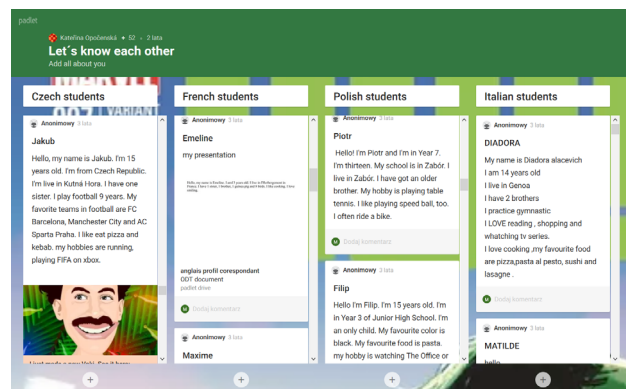 padlet
Kateřina Opočenská + 52 • 2 lata
Let´s know each other
Add all about you
Czech students
Anonimowy 3 lata
Jakub
Hello, my name is Jakub. I'm 15
years old. I'm from Czech Republic.
I'm live in Kutná Hora. I have one
sister. I play football 9 years. My
favorite teams in football are FC
Barcelona, Manchester City and AC
Sparta Praha. I like eat pizza and
kebab. my hobbies are running,
playing FIFA on xbox.
French students
Anonimowy 3 lata
Emeline
my presentation
anglais profil corespondant
ODT document
padlet drive
Dodaj komentarz
Anonimowy 3 lata
Maxime
Polish students
Anonimowy 3 lata
Piotr
Hello! I'm Piotr and I'm in Year 7.
I'm thirteen. My school is in Zabór. I
live in Zabór. I have got an older
brother. My hobby is playing table
tennis. I like playing speed ball, too.
I often ride a bike.
Dodaj komentarz
Anonimowy 3 lata
Filip
Hello I'm Filip. I'm 15 years old. I'm
in Year 3 of Junior High School. I'm
an only child. My favourite color is
black. My favourite food is pasta.
my hobby is watching The Office or
Italian students
Anonimowy 3 lata
DIADORA
My name is Diadora alacevich
I am 14 years old
I live in Genoa
I have 2 brothers
I practice gymnastic
I LOVE reading , shopping and
whatching tv series.
I love cooking ,my favourite food
are pizza,pasta al pesto, sushi and
lasagne .
Dodaj komentarz
Anonimowy 3 lata
MATILDE
hello